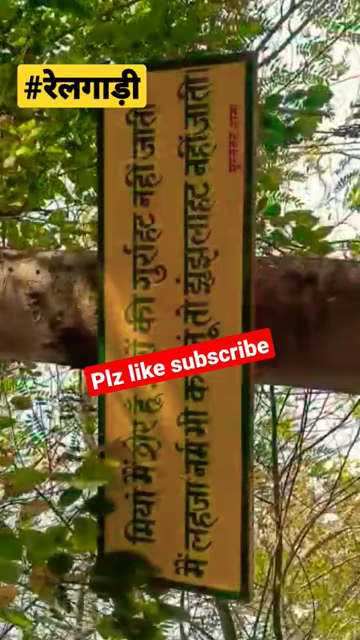 #रेलगाड़ी
मियां मैं शेर हूँ की गुर्राहट नहीं जाती
मैं लहजा नर्म भी तो झुंझलाहट नहीं जाती।
Plz like subscribe